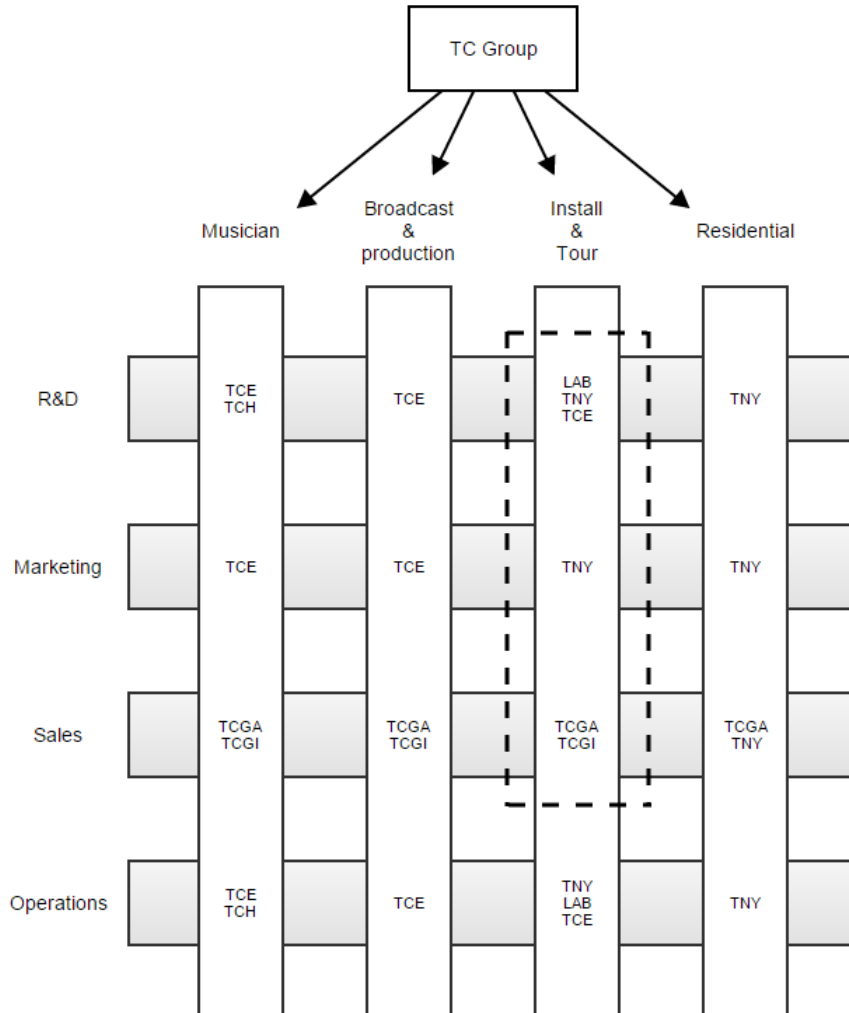 TC Group
Musician
Broadcast
&
production
Install
&
Tour
Residential
R&D
TCE
TCH
TCE
LAB
TNY
TCE
TNY
Marketing
TCE
TCE
TNY
TNY
Sales
TCGA
TCGI
TCGA
TCGI
TCGA
TCGI
TCGA
TNY
Operations
TCE
TCH
TCE
TNY
LAB
TCE
TNY